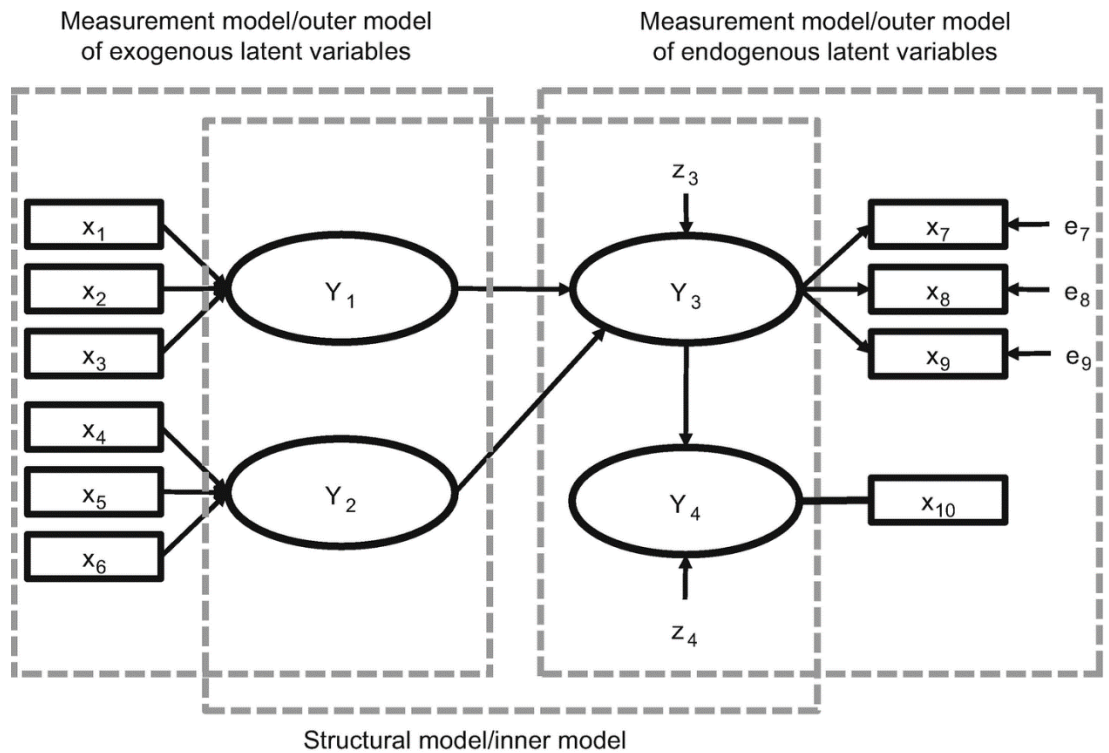 Measurement model/outer model
of exogenous latent variables
Measurement model/outer model
of endogenous latent variables
z₃
x₁
x₇
e₇
x₂
Y₁
Y₃
x₈
e₈
x₃
x₉
e₉
x₄
x₅
Y₂
Y₄
x₁₀
x₆
z₄
Structural model/inner model